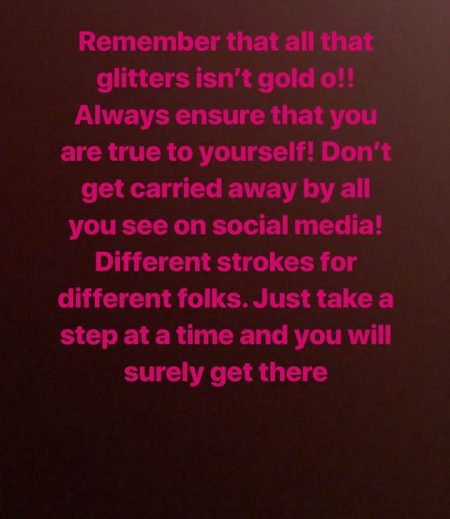 Remember that all that
glitters isn't gold o!!
Always ensure that you
are true to yourself! Don't
get carried away by all
you see on social media!
Different strokes for
different folks. Just take a
step at a time and you will
surely get there